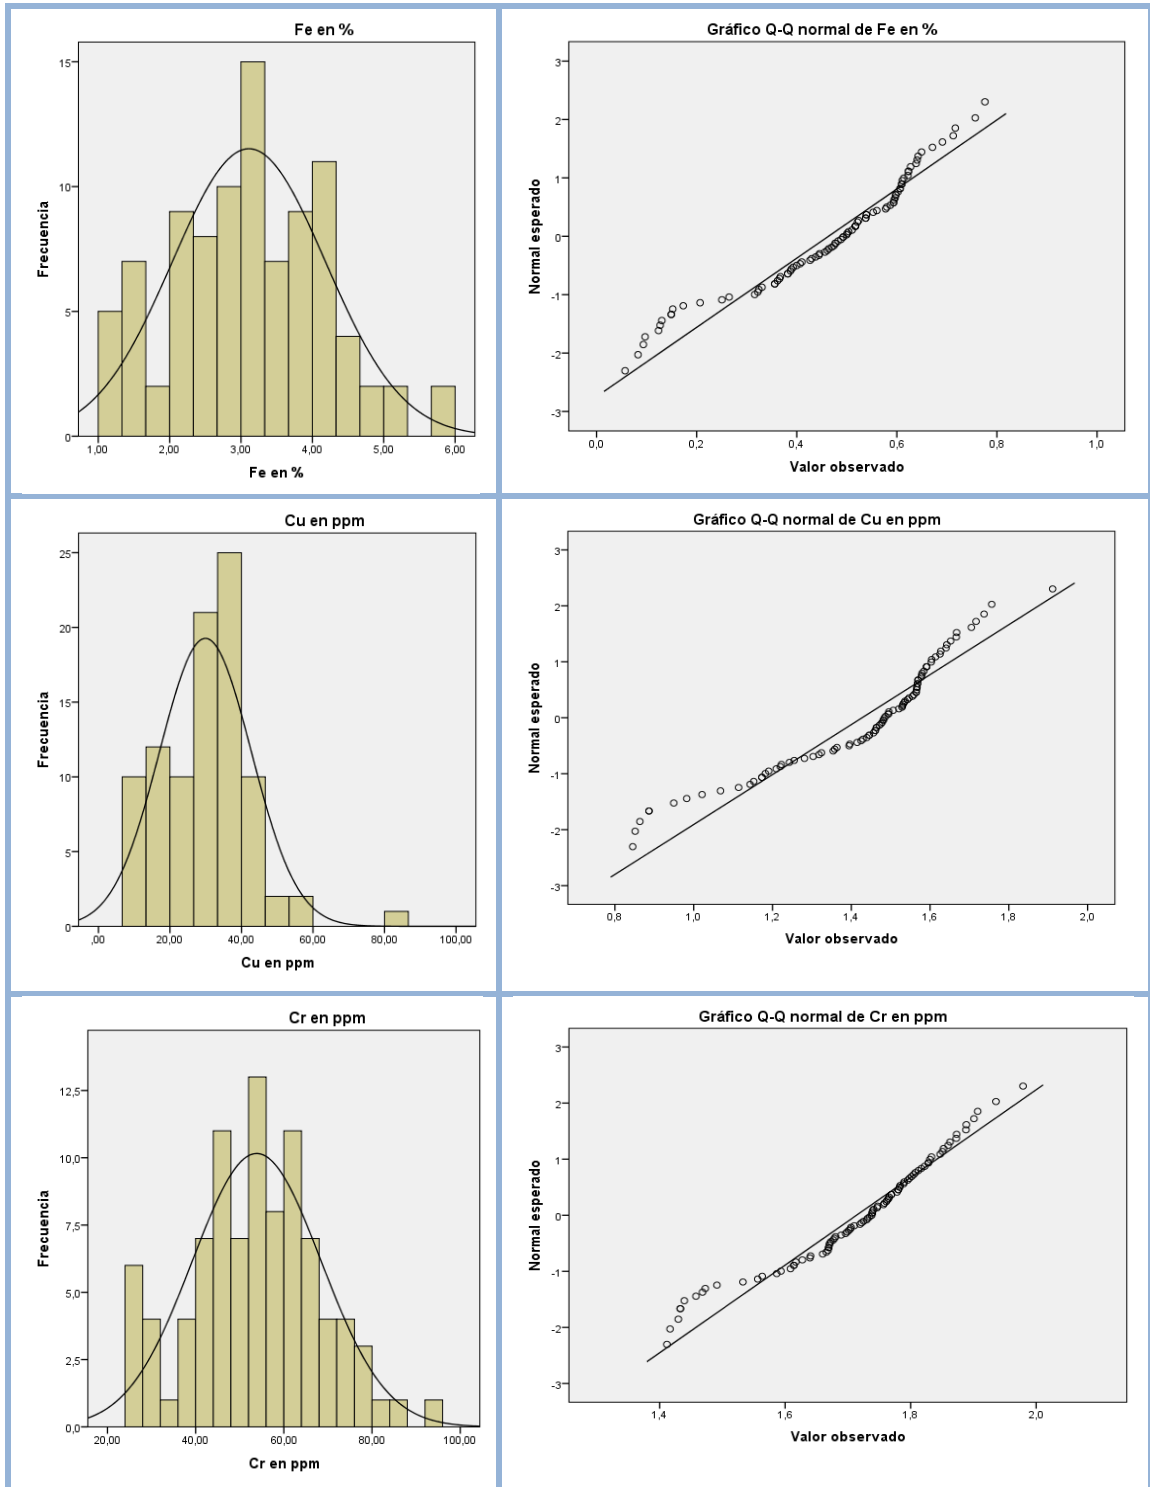 Fe en %
Frecuencia
15
10
5
0
1,00 2,00 3,00 4,00 5,00 6,00
Fe en %
Gráfico Q-Q normal de Fe en %
Normal esperado
3
2
1
0
-1
-2
-3
0,0 0,2 0,4 0,6 0,8 1,0
Valor observado
Cu en ppm
Frecuencia
25
20
15
10
5
0
,00 20,00 40,00 60,00 80,00 100,00
Cu en ppm
Gráfico Q-Q normal de Cu en ppm
Normal esperado
3
2
1
0
-1
-2
-3
0,8 1,0 1,2 1,4 1,6 1,8 2,0
Valor observado
Cr en ppm
Frecuencia
12,5
10,0
7,5
5,0
2,5
0,0
20,00 40,00 60,00 80,00 100,00
Cr en ppm
Gráfico Q-Q normal de Cr en ppm
Normal esperado
3
2
1
0
-1
-2
-3
1,4 1,6 1,8 2,0
Valor observado